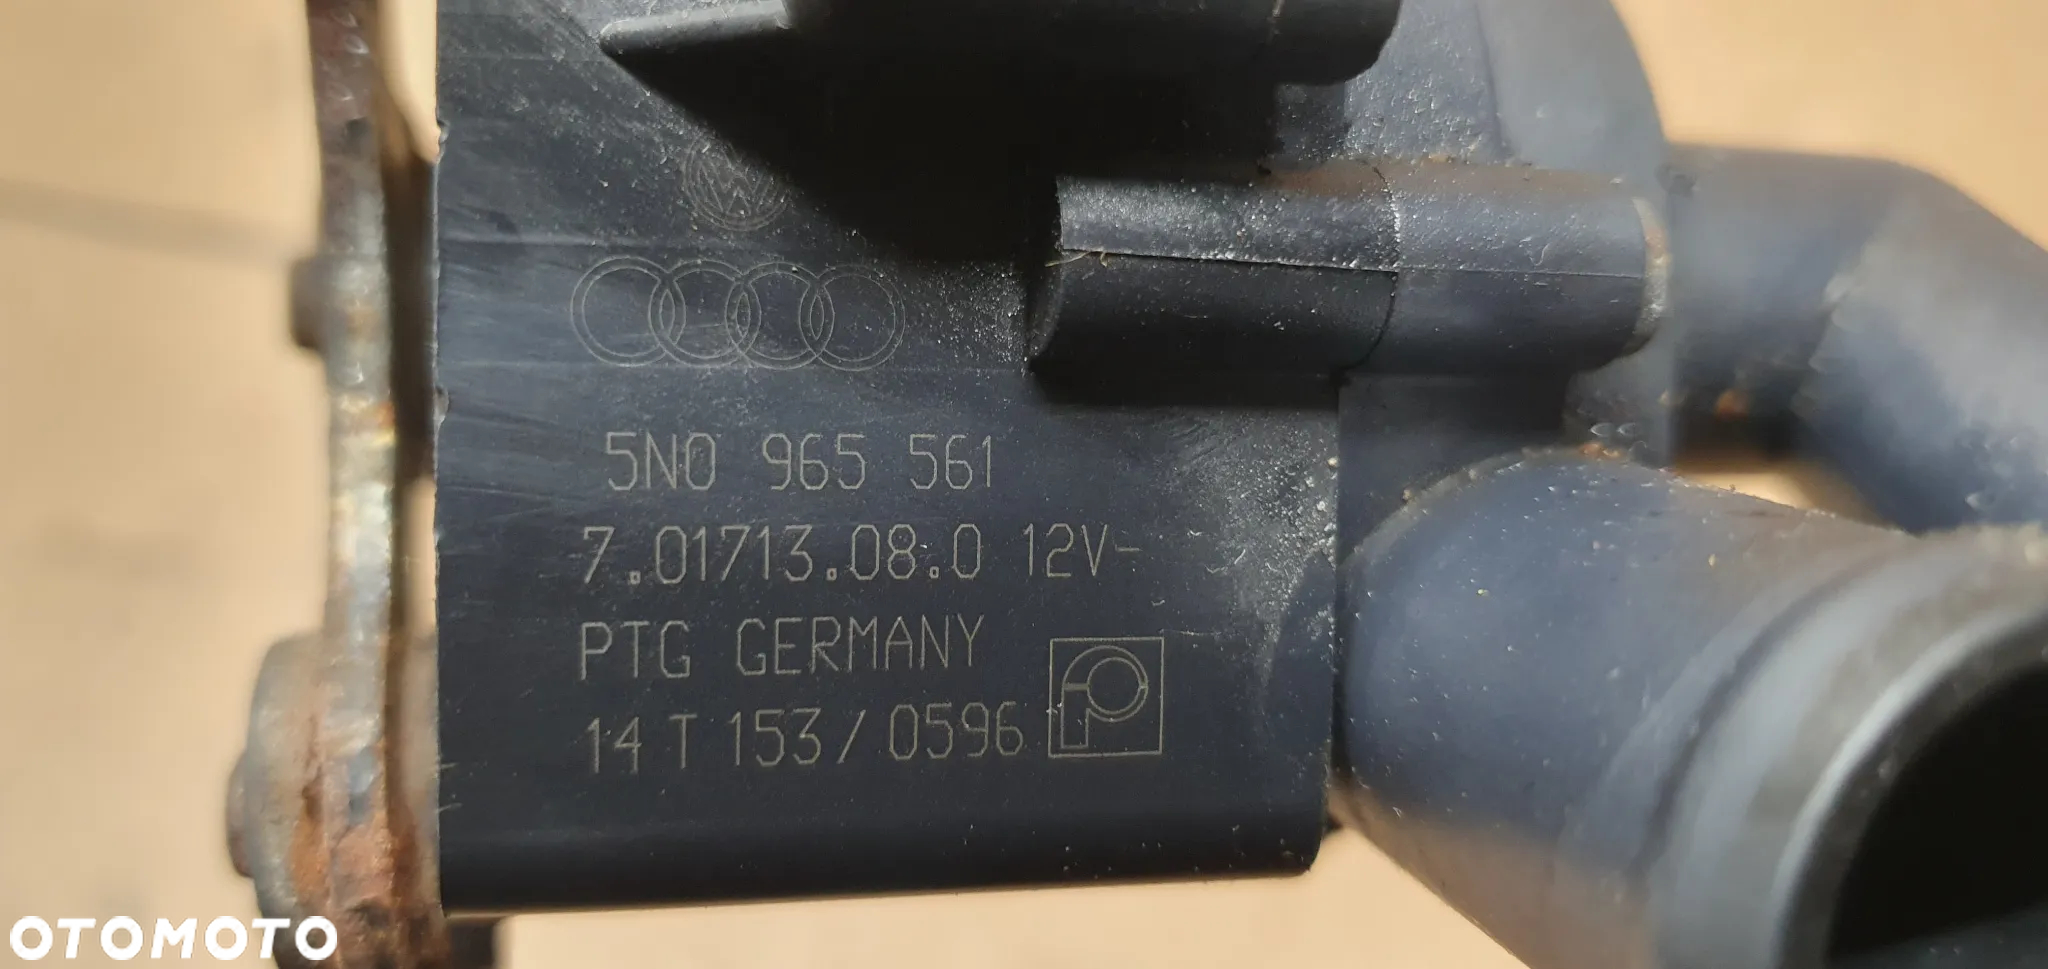 5N0 965 561
7.01713.08.0 12V-
PTG GERMANY
14 T 153 / 0596
OTOMOTO